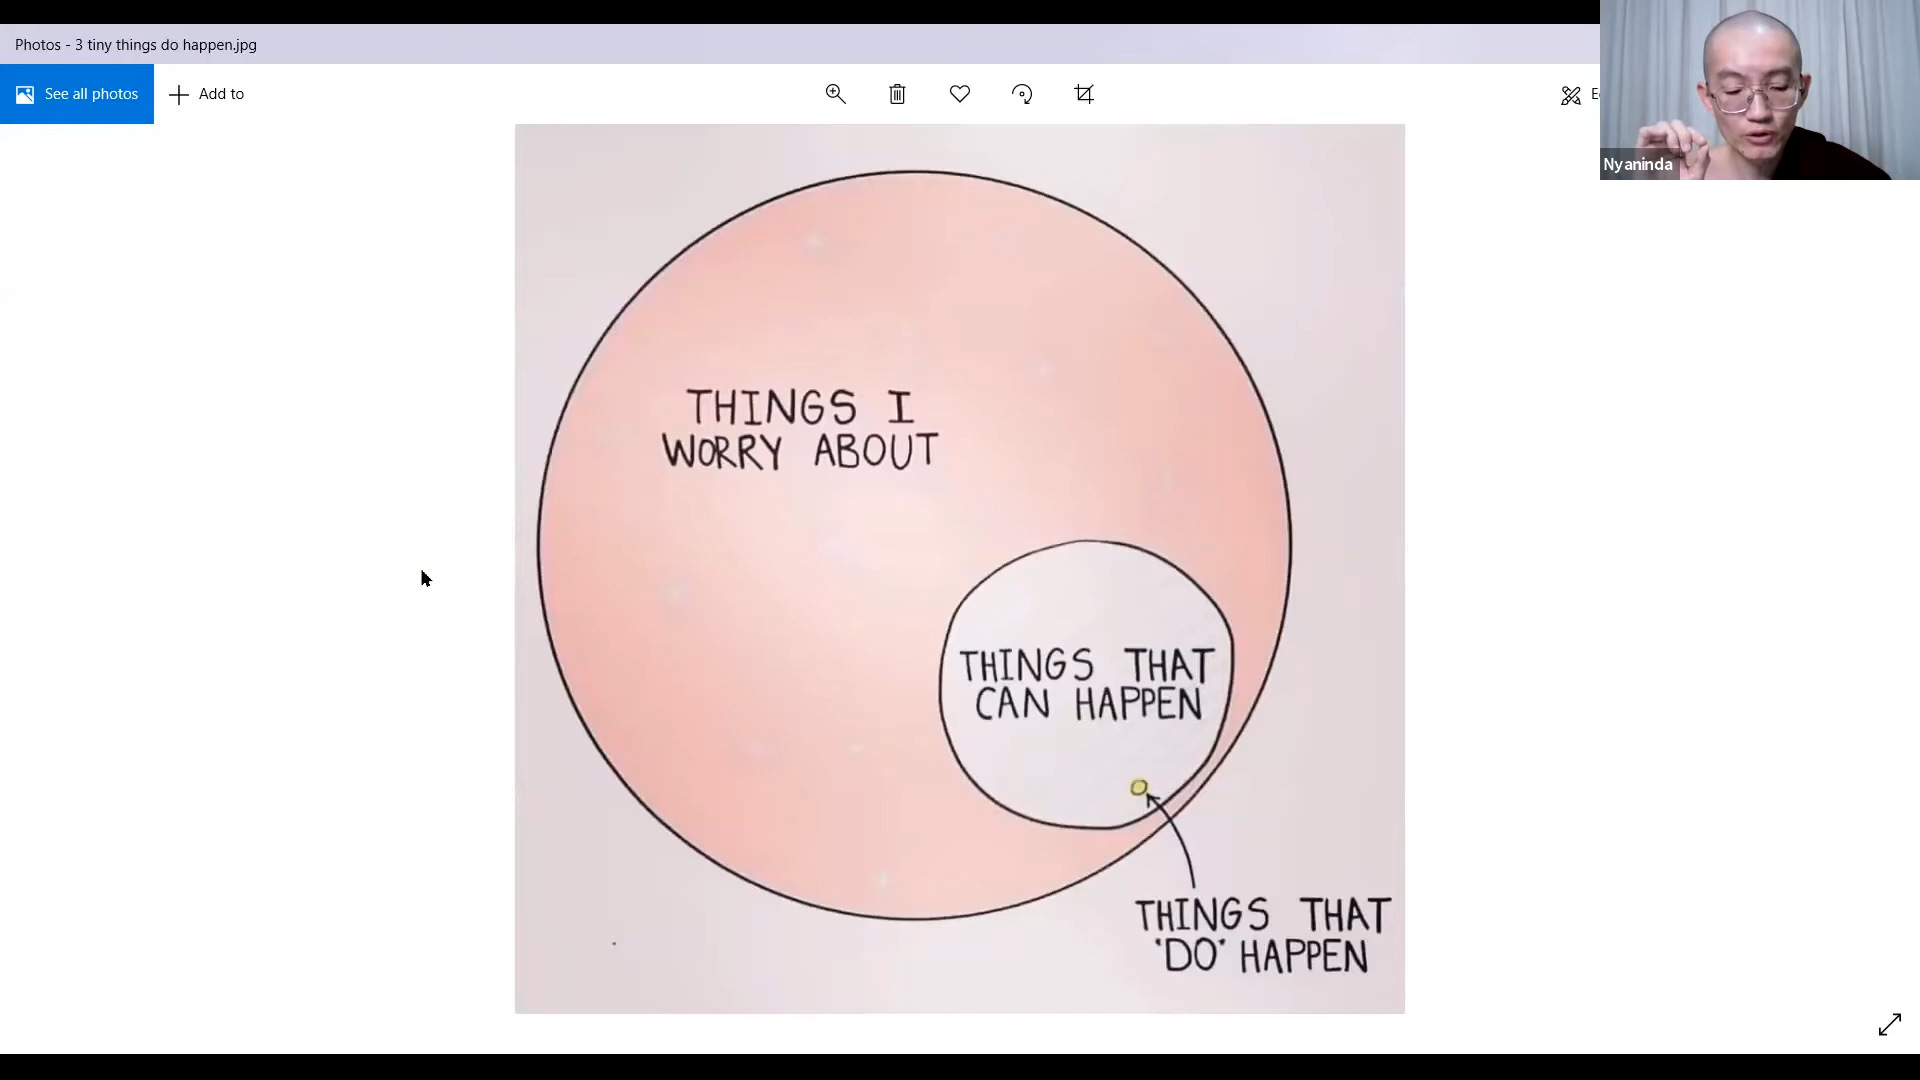 Photos - 3 tiny things do happen.jpg
See all photos
Add to
Nyaninda
THINGS I
WORRY ABOUT
THINGS THAT
CAN HAPPEN
THINGS THAT
"DO" HAPPEN